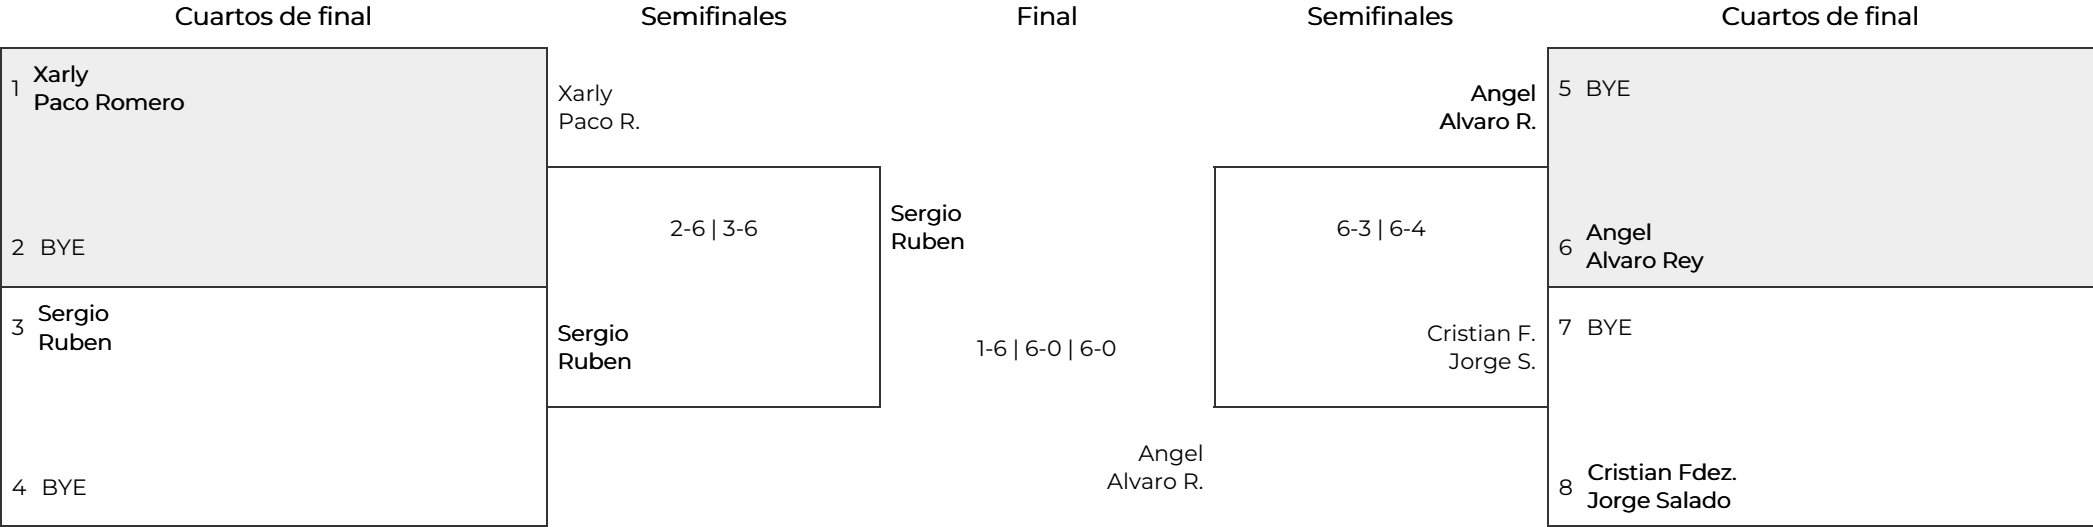 Cuartos de final
Semifinales
Final
Semifinales
Cuartos de final
1
Xarly
Paco Romero
2 BYE
3
Sergio
Ruben
4 BYE
Xarly
Paco R.
2-6 | 3-6
Sergio
Ruben
Sergio
Ruben
1-6 | 6-0 | 6-0
Angel
Alvaro R.
Angel
Alvaro R.
6-3 | 6-4
Cristian F.
Jorge S.
5 BYE
6
Angel
Alvaro Rey
7 BYE
8
Cristian Fdez.
Jorge Salado